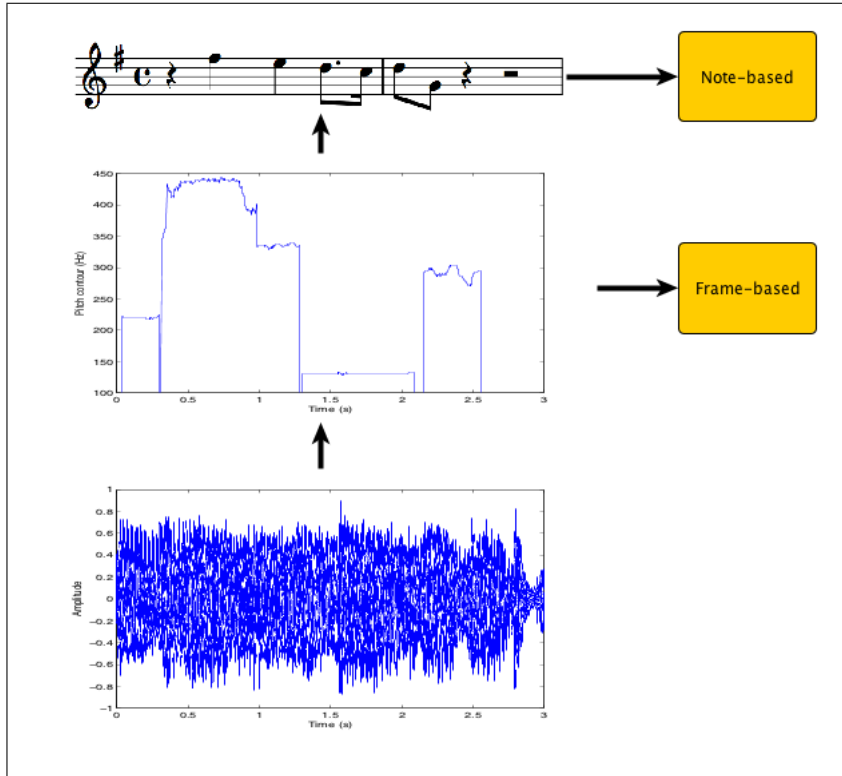 Note-based
450
400
350
300
250
200
150
100
Pitch contour (Hz)
0 0.5 1 1.5 2 2.5 3
Time (s)
Frame-based
1
0.8
0.6
0.4
0.2
0
−0.2
−0.4
−0.6
−0.8
−1
Amplitude
0 0.5 1 1.5 2 2.5 3
Time (s)